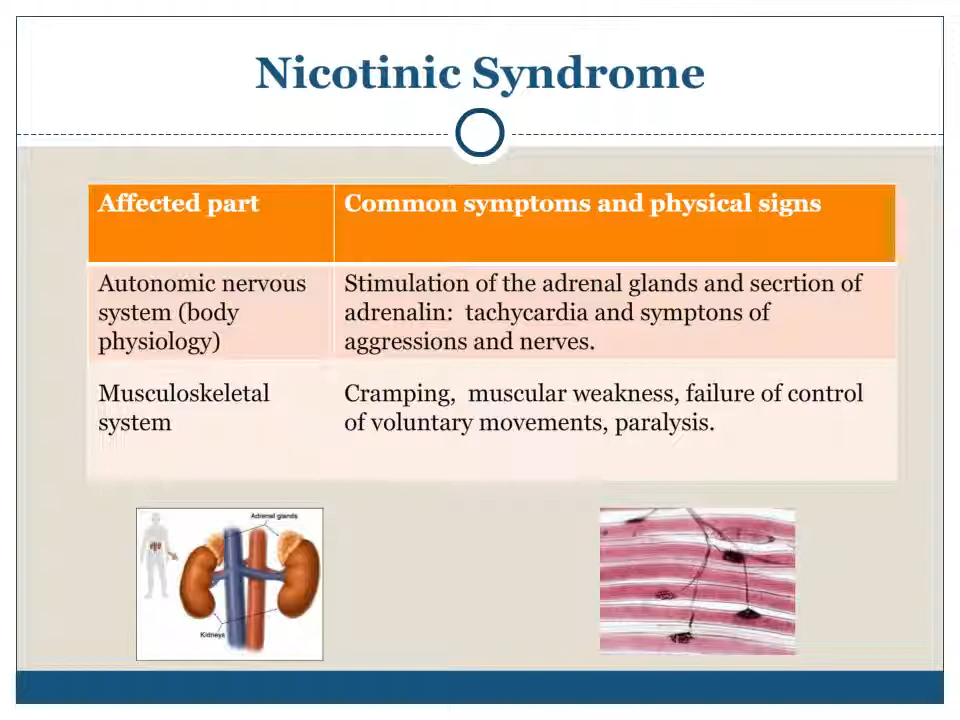 Nicotinic Syndrome
Affected part
Common symptoms and physical signs
Autonomic nervous
system (body
physiology)
Stimulation of the adrenal glands and secrtion of
adrenalin:  tachycardia and symptons of
aggressions and nerves.
Musculoskeletal
system
Cramping,  muscular weakness, failure of control
of voluntary movements, paralysis.
Adrenal glands
Kidneys